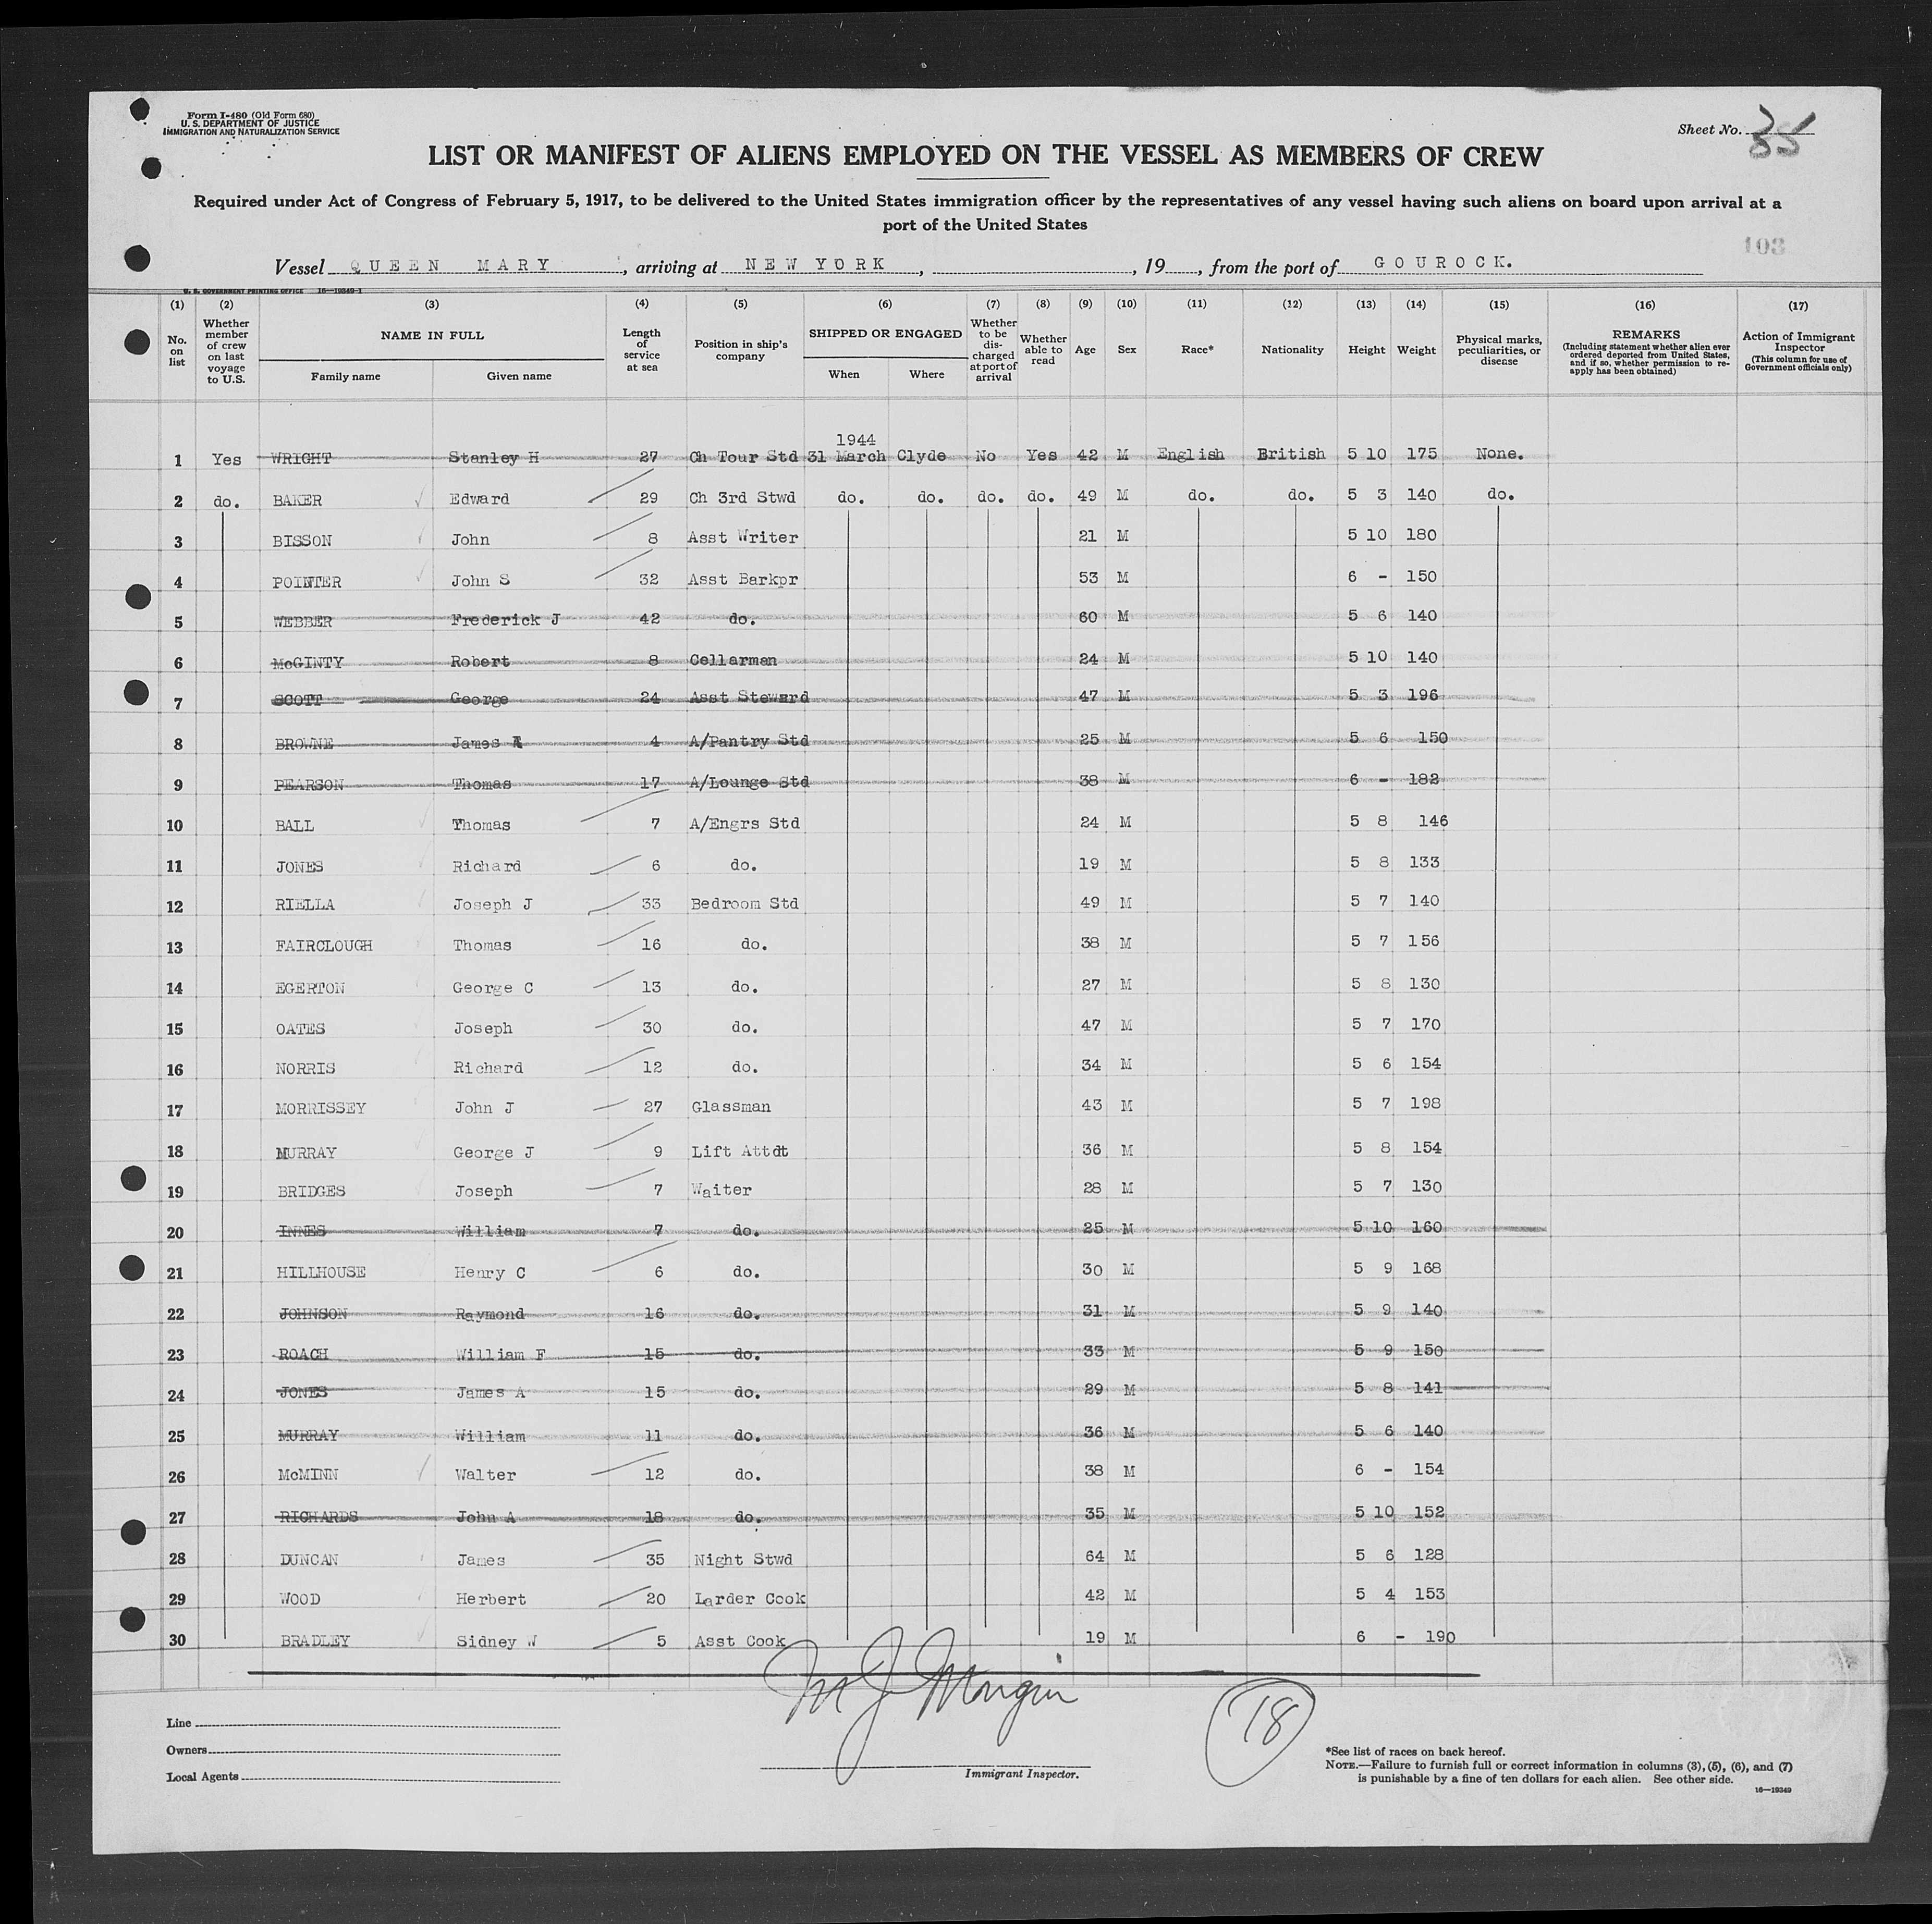 Form I-480 (Old Form 680)
U. S. DEPARTMENT OF JUSTICE
IMMIGRATION AND NATURALIZATION SERVICE
Sheet No. 35
LIST OR MANIFEST OF ALIENS EMPLOYED ON THE VESSEL AS MEMBERS OF CREW
Required under Act of Congress of February 5, 1917, to be delivered to the United States immigration officer by the representatives of any vessel having such aliens on board upon arrival at a
port of the United States
103
Vessel QUEEN MARY, arriving at NEW YORK, , 19 , from the port of GOUROCK.
U. S. GOVERNMENT PRINTING OFFICE 16—19349-1
(1) (2) (3) (4) (5) (6) (7) (8) (9) (10) (11) (12) (13) (14) (15) (16) (17)
No. on list
Whether member of crew on last voyage to U.S.
NAME IN FULL
Family name
Given name
Length of service at sea
Position in ship's company
SHIPPED OR ENGAGED
When
Where
Whether to be discharged at port of arrival
Whether able to read
Age
Sex
Race*
Nationality
Height
Weight
Physical marks, peculiarities, or disease
REMARKS
(Including statement whether alien ever ordered deported from United States, and if so, whether permission to re-apply has been obtained)
Action of Immigrant Inspector
(This column for use of Government officials only)
1944
1 Yes WRIGHT Stanley H 27 Ch Tour Std 31 March Clyde No Yes 42 M English British 5 10 175 None.
2 do. BAKER Edward 29 Ch 3rd Stwd do. do. do. do. 49 M do. do. 5 3 140 do.
3 BISSON John 8 Asst Writer 21 M 5 10 180
4 POINTER John S 32 Asst Barkpr 53 M 6 - 150
5 WEBBER Frederick J 42 do. 60 M 5 6 140
6 McGINTY Robert 8 Cellarman 24 M 5 10 140
7 SCOTT George 24 Asst Steward 47 M 5 3 196
8 BROWNE James 4 A/Pantry Std 25 M 5 6 150
9 PEARSON Thomas 17 A/Lounge Std 38 M 6 - 182
10 BALL Thomas 7 A/Engrs Std 24 M 5 8 146
11 JONES Richard 6 do. 19 M 5 8 133
12 RIELLA Joseph J 33 Bedroom Std 49 M 5 7 140
13 FAIRCLOUGH Thomas 16 do. 38 M 5 7 156
14 EGERTON George C 13 do. 27 M 5 8 130
15 OATES Joseph 30 do. 47 M 5 7 170
16 NORRIS Richard 12 do. 34 M 5 6 154
17 MORRISSEY John J 27 Glassman 43 M 5 7 198
18 MURRAY George J 9 Lift Attdt 36 M 5 8 154
19 BRIDGES Joseph 7 Waiter 28 M 5 7 130
20 INNES William 7 do. 25 M 5 10 160
21 HILLHOUSE Henry C 6 do. 30 M 5 9 168
22 JOHNSON Raymond 16 do. 31 M 5 9 140
23 ROACH William F 15 do. 33 M 5 9 150
24 JONES James A 15 do. 29 M 5 8 141
25 MURRAY William 11 do. 36 M 5 6 140
26 McMINN Walter 12 do. 38 M 6 - 154
27 RICHARDS John A 18 do. 35 M 5 10 152
28 DUNCAN James 35 Night Stwd 64 M 5 6 128
29 WOOD Herbert 20 Larder Cook 42 M 5 4 153
30 BRADLEY Sidney W 5 Asst Cook 19 M 6 - 190
Line
Owners
Local Agents
Immigrant Inspector.
18
*See list of races on back hereof.
NOTE.—Failure to furnish full or correct information in columns (3), (5), (6), and (7)
is punishable by a fine of ten dollars for each alien. See other side.
16—19349